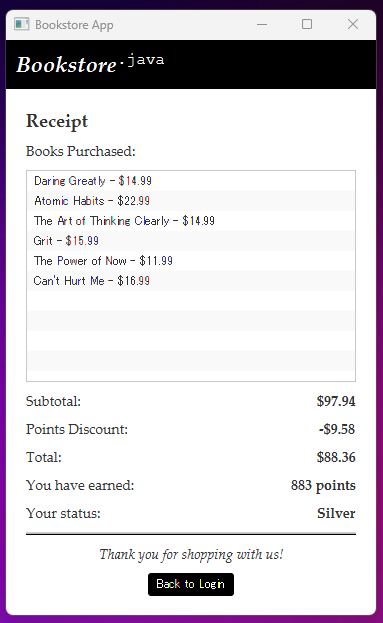 Bookstore App
Bookstore.java
Receipt
Books Purchased:
Daring Greatly - $14.99
Atomic Habits - $22.99
The Art of Thinking Clearly - $14.99
Grit - $15.99
The Power of Now - $11.99
Can't Hurt Me - $16.99
Subtotal: $97.94
Points Discount: -$9.58
Total: $88.36
You have earned: 883 points
Your status: Silver
Thank you for shopping with us!
Back to Login